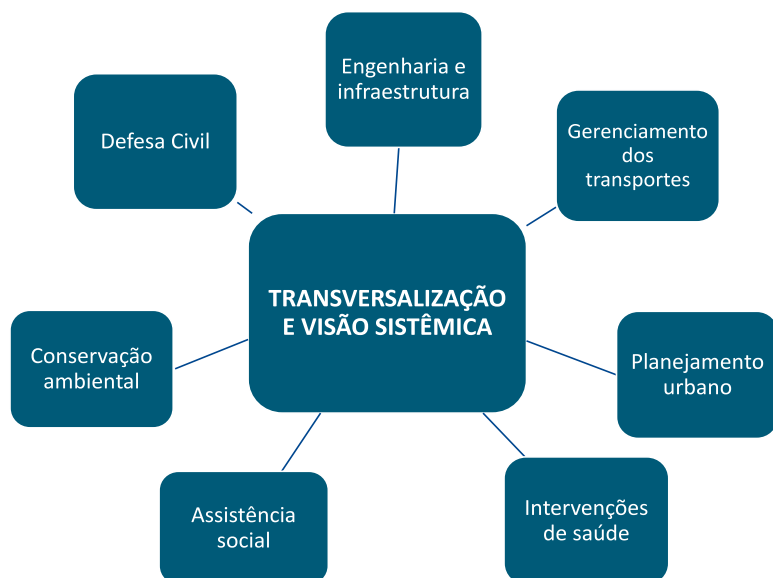 Engenharia e
infraestrutura
Defesa Civil
Gerenciamento
dos
transportes
TRANSVERSALIZAÇÃO
E VISÃO SISTÊMICA
Conservação
ambiental
Planejamento
urbano
Assistência
social
Intervenções
de saúde